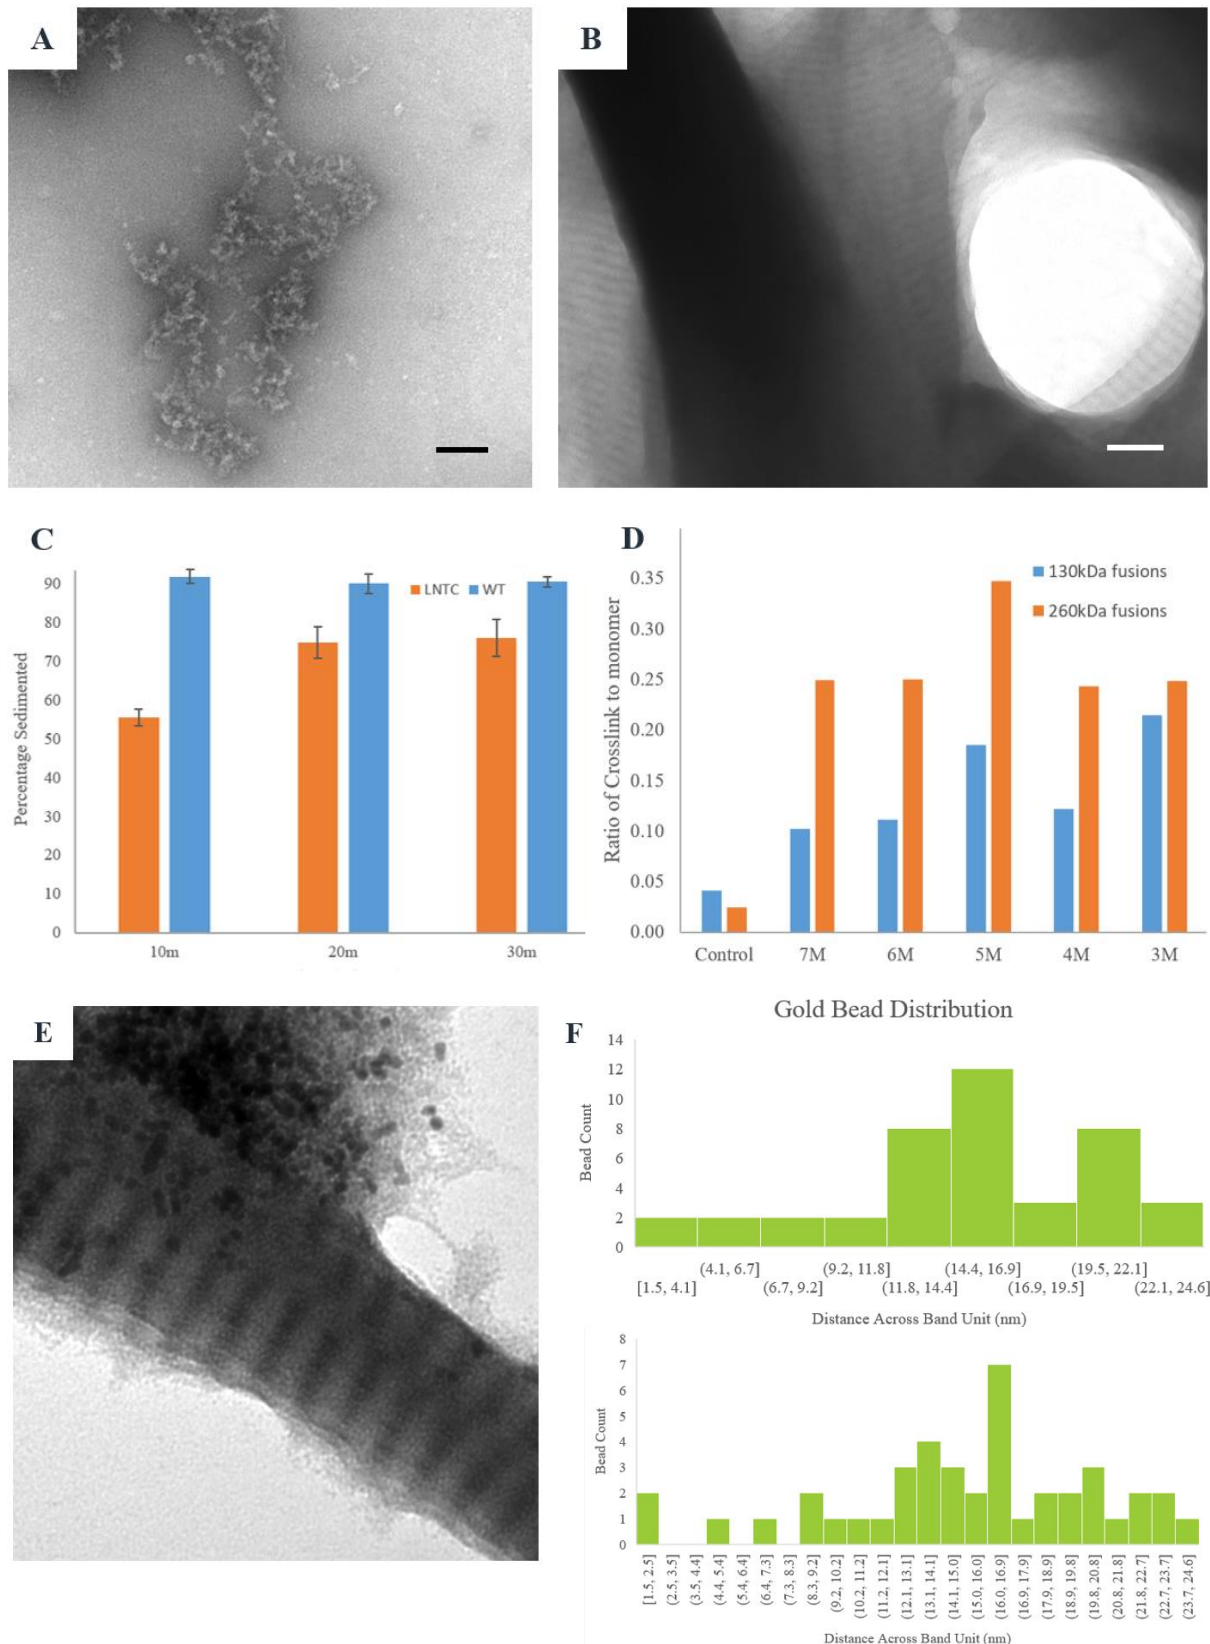 A
B
C
90
80
70
60
50
40
30
20
10
0
Percentage Sedimented
LNTC WT
10m 20m 30m
D
0.35
0.30
0.25
0.20
0.15
0.10
0.05
0.00
Ratio of Crosslink to monomer
130kDa fusions
260kDa fusions
Control 7M 6M 5M 4M 3M
E
F
Gold Bead Distribution
14
12
10
8
6
4
2
0
Bead Count
(4.1, 6.7] (9.2, 11.8] (14.4, 16.9] (19.5, 22.1]
[1.5, 4.1] (6.7, 9.2] (11.8, 14.4] (16.9, 19.5] (22.1, 24.6]
Distance Across Band Unit (nm)
8
7
6
5
4
3
2
1
0
Bead Count
[1.5, 2.5]
(2.5, 3.5]
(3.5, 4.4]
(4.4, 5.4]
(5.4, 6.4]
(6.4, 7.3]
(7.3, 8.3]
(8.3, 9.2]
(9.2, 10.2]
(10.2, 11.2]
(11.2, 12.1]
(12.1, 13.1]
(13.1, 14.1]
(14.1, 15.0]
(15.0, 16.0]
(16.0, 16.9]
(16.9, 17.9]
(17.9, 18.9]
(18.9, 19.8]
(19.8, 20.8]
(20.8, 21.8]
(21.8, 22.7]
(22.7, 23.7]
(23.7, 24.6]
Distance Across Band Unit (nm)